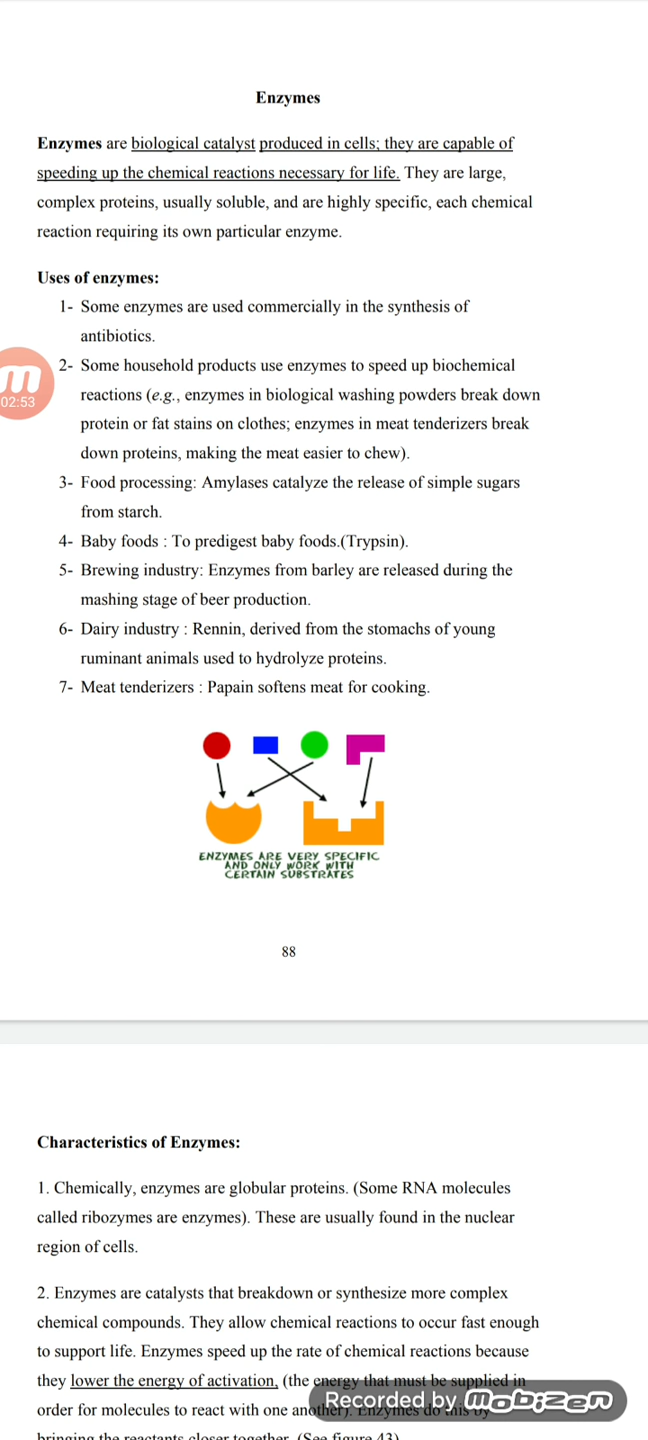 Enzymes
Enzymes are biological catalyst produced in cells; they are capable of
speeding up the chemical reactions necessary for life. They are large,
complex proteins, usually soluble, and are highly specific, each chemical
reaction requiring its own particular enzyme.
Uses of enzymes:
1- Some enzymes are used commercially in the synthesis of
antibiotics.
2- Some household products use enzymes to speed up biochemical
02:53
reactions (e.g., enzymes in biological washing powders break down
protein or fat stains on clothes; enzymes in meat tenderizers break
down proteins, making the meat easier to chew).
3- Food processing: Amylases catalyze the release of simple sugars
from starch.
4- Baby foods : To predigest baby foods.(Trypsin).
5- Brewing industry: Enzymes from barley are released during the
mashing stage of beer production.
6- Dairy industry : Rennin, derived from the stomachs of young
ruminant animals used to hydrolyze proteins.
7- Meat tenderizers : Papain softens meat for cooking.
ENZYMES ARE VERY SPECIFIC
AND ONLY WORK WITH
CERTAIN SUBSTRATES
88
Characteristics of Enzymes:
1. Chemically, enzymes are globular proteins. (Some RNA molecules
called ribozymes are enzymes). These are usually found in the nuclear
region of cells.
2. Enzymes are catalysts that breakdown or synthesize more complex
chemical compounds. They allow chemical reactions to occur fast enough
to support life. Enzymes speed up the rate of chemical reactions because
they lower the energy of activation, (the energy that must be supplied in
order for molecules to react with one another). Enzymes do this by
Recorded by Mobizen
bringing the reactants closer together. (See figure 43)